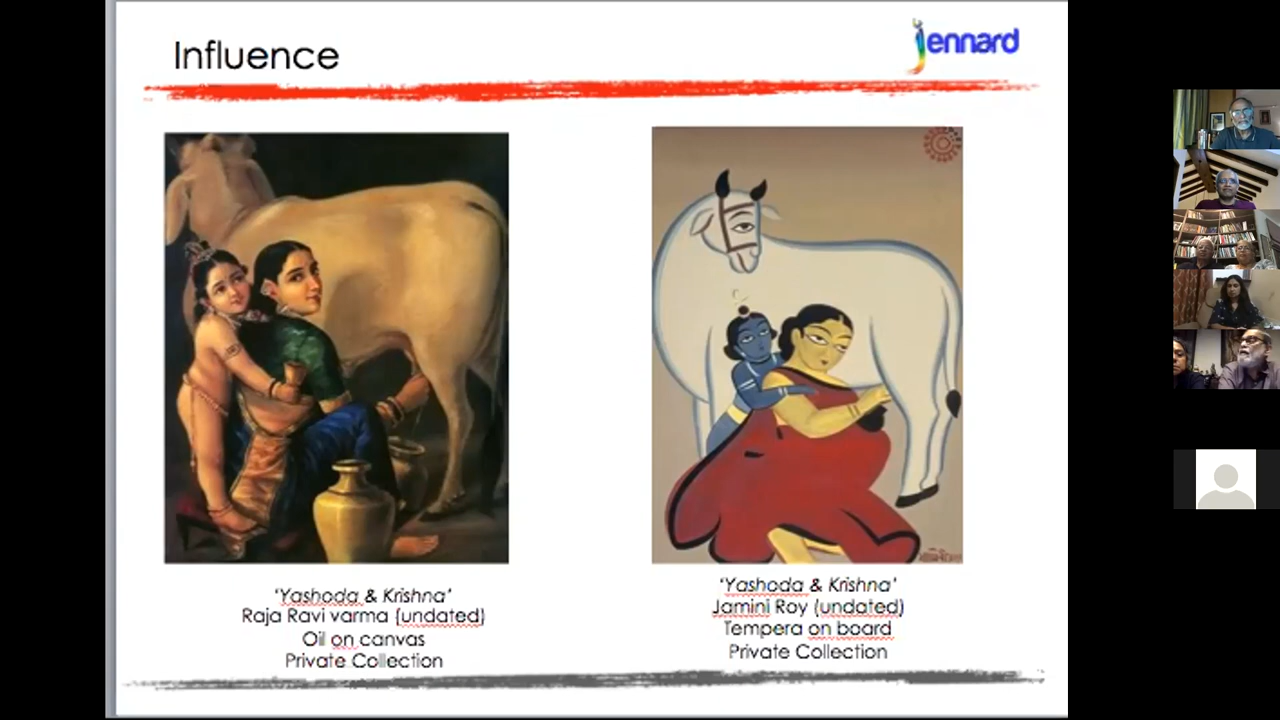 Influence
jennard
‘Yashoda & Krishna’
Raja Ravi varma (undated)
Oil on canvas
Private Collection
‘Yashoda & Krishna’
Jamini Roy (undated)
Tempera on board
Private Collection